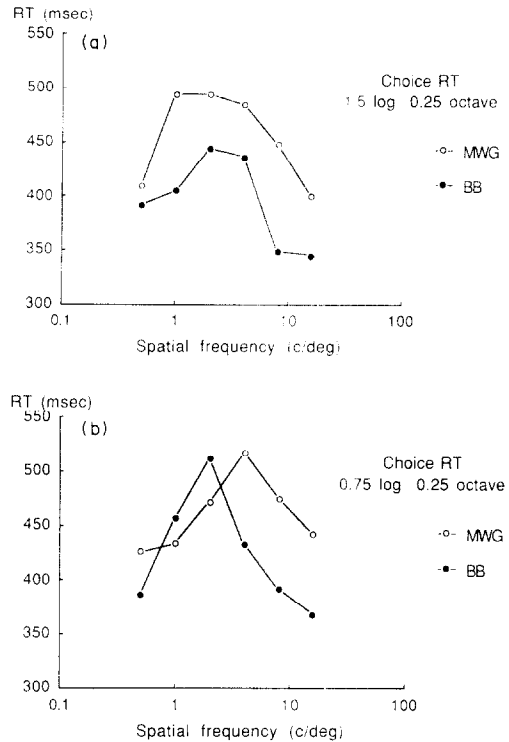 RT (msec)
550
(a)
500
450
400
350
300
0.1
1
10
100
Spatial frequency (c/deg)
Choice RT
1.5 log 0.25 octave
MWG
BB
RT (msec)
550
(b)
500
450
400
350
300
0.1
1
10
100
Spatial frequency (c/deg)
Choice RT
0.75 log 0.25 octave
MWG
BB